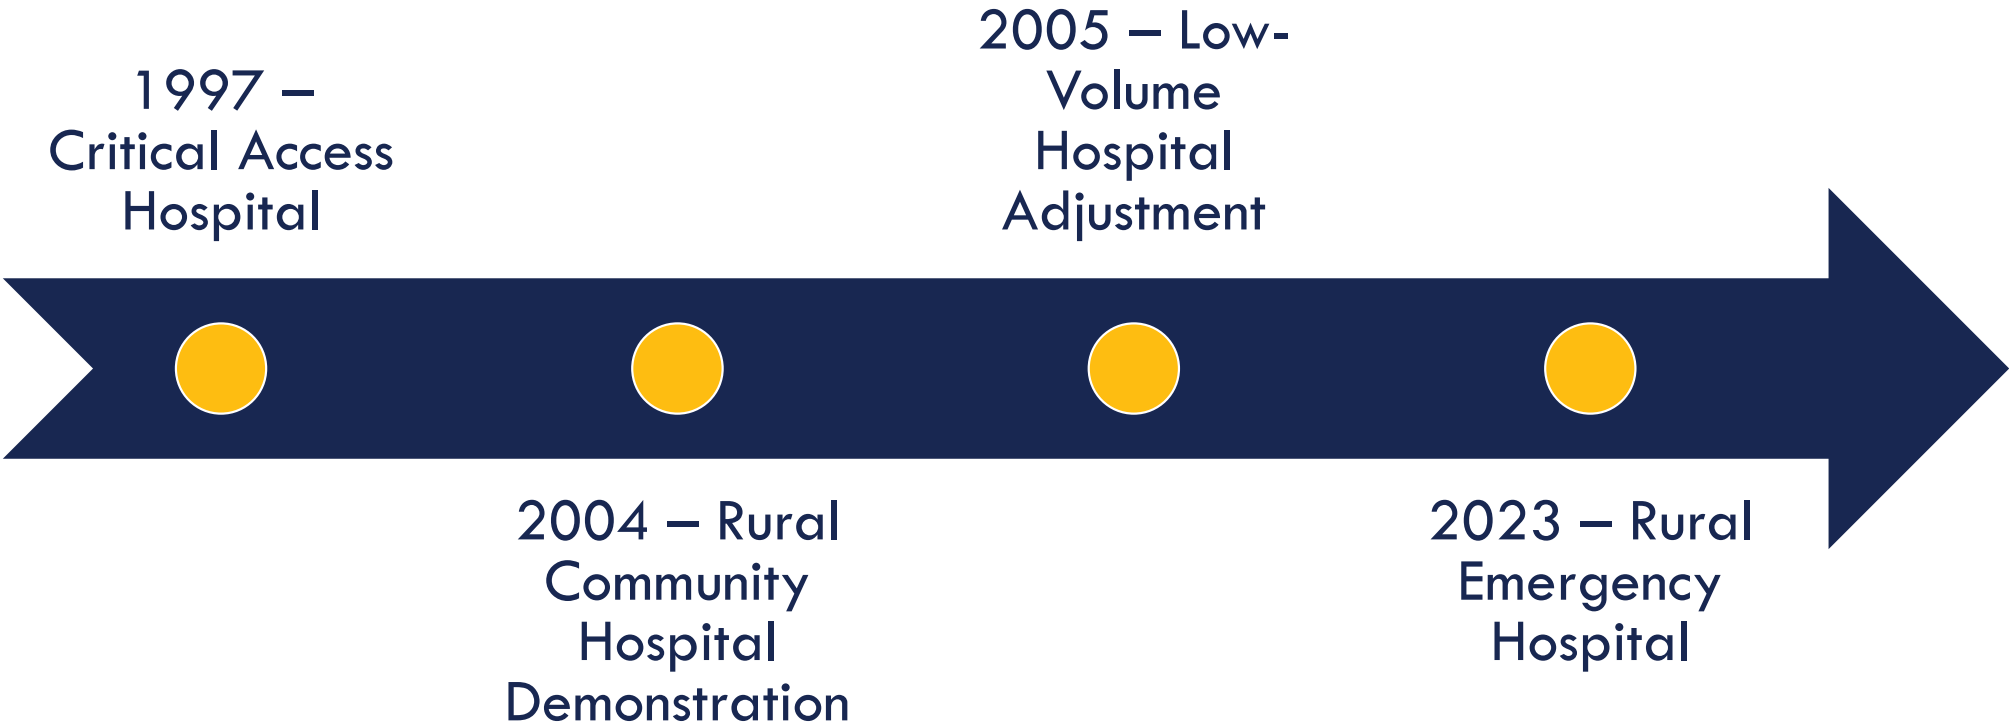 1997 –
Critical Access
Hospital
2004 – Rural
Community
Hospital
Demonstration
2005 – Low-
Volume
Hospital
Adjustment
2023 – Rural
Emergency
Hospital